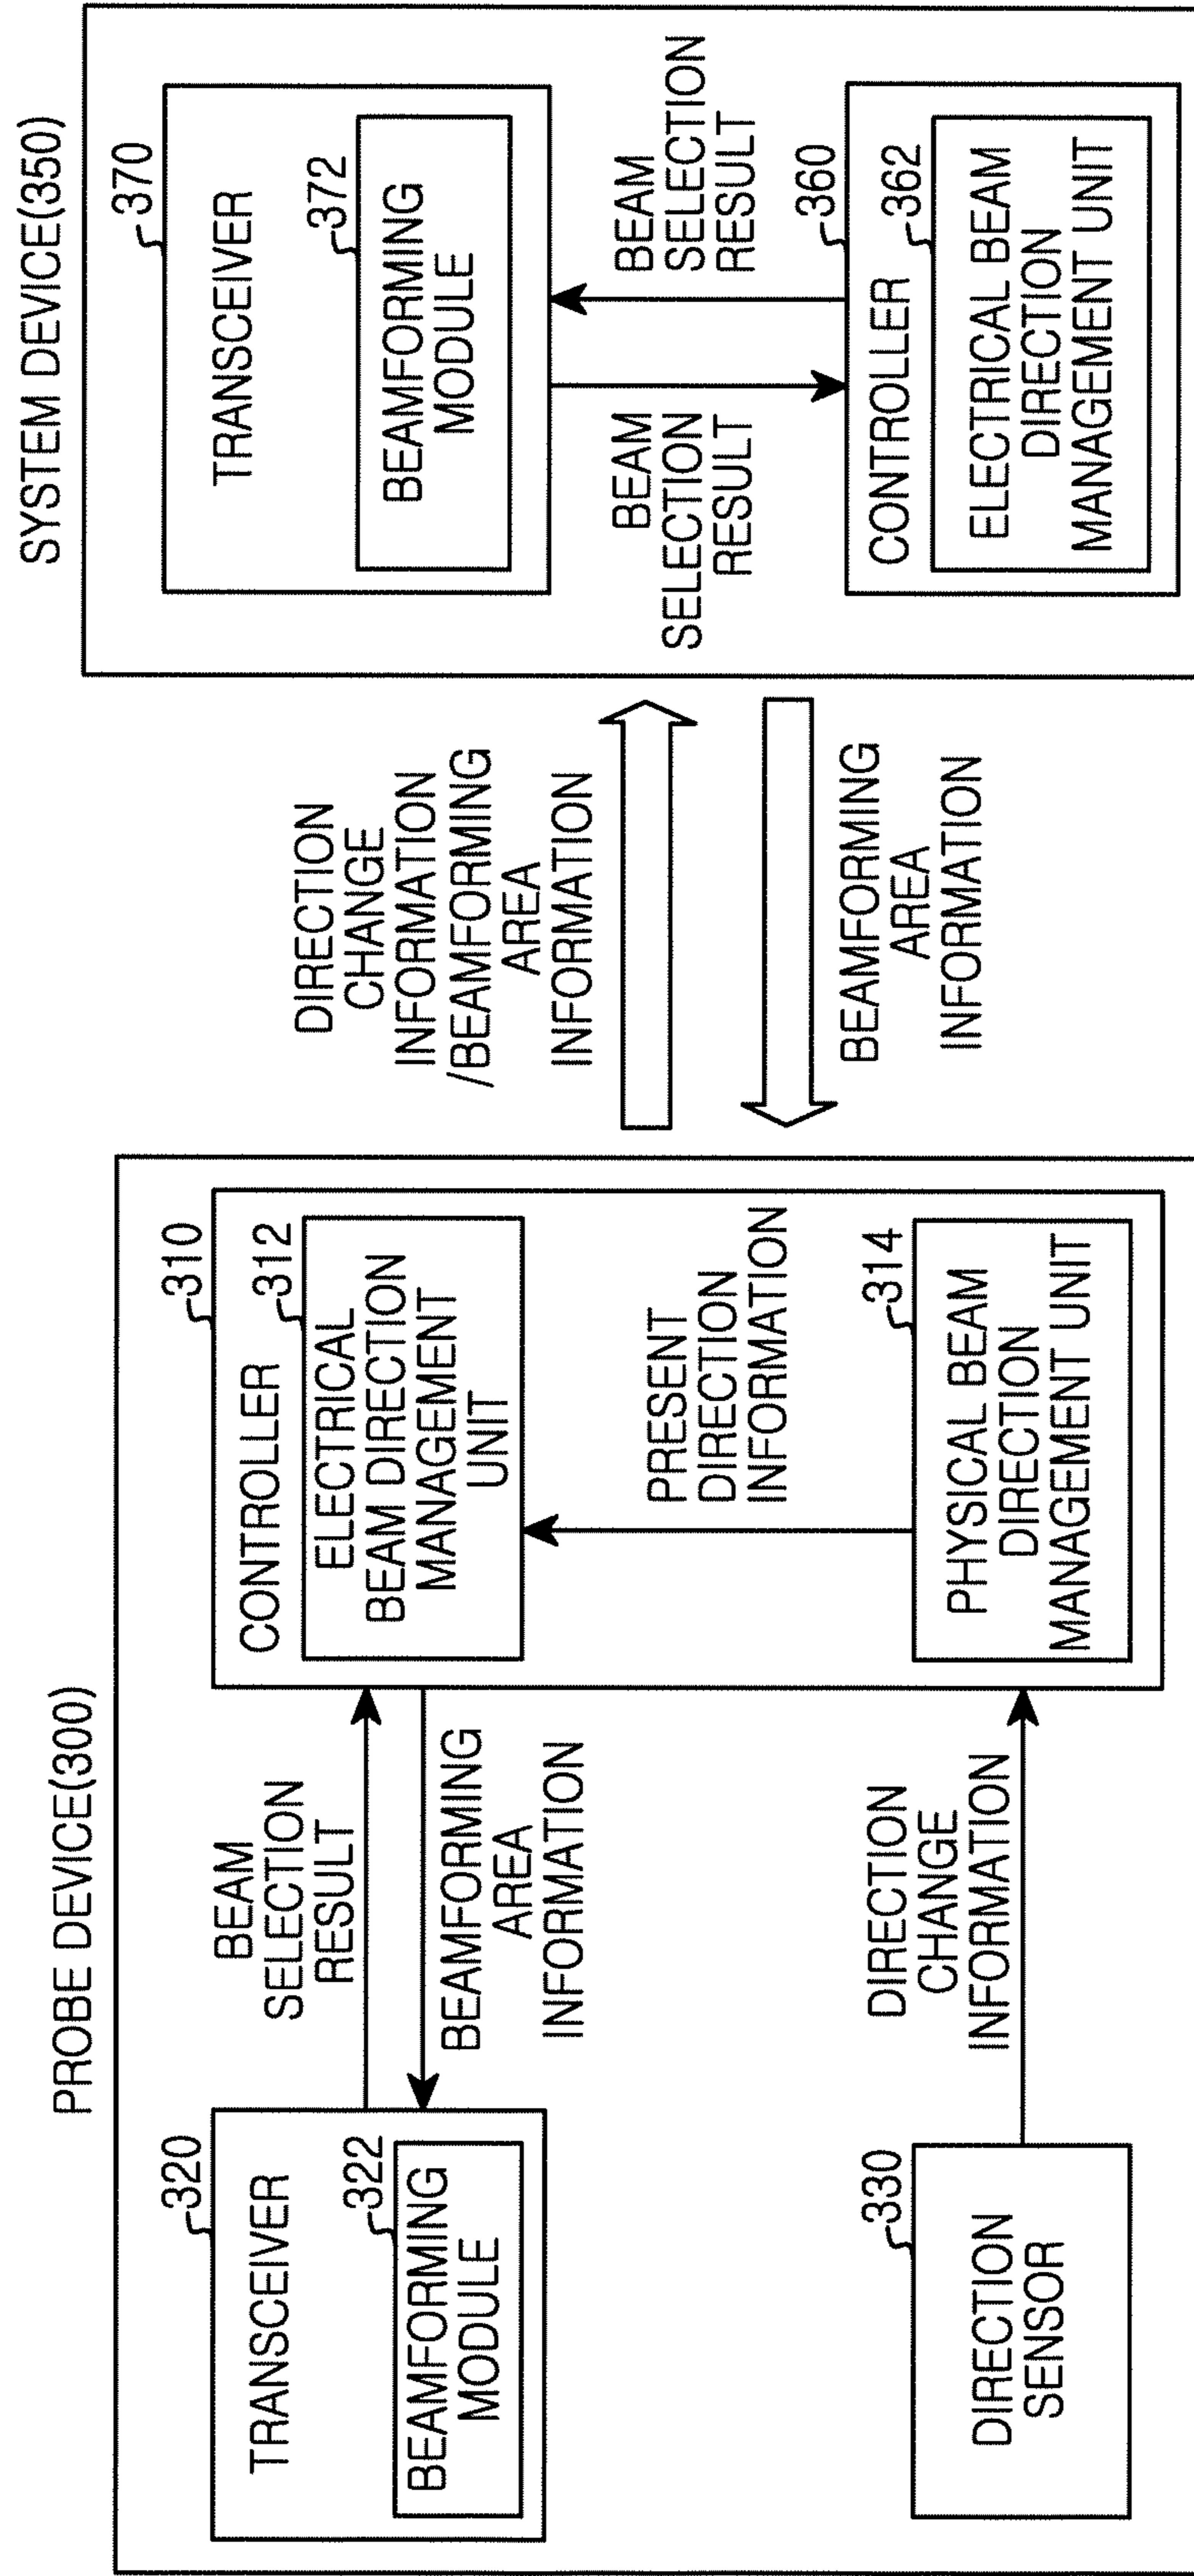 PROBE DEVICE(300)
320
TRANSCEIVER
322
BEAMFORMING
MODULE
BEAM
SELECTION
RESULT
BEAMFORMING
AREA
INFORMATION
310
CONTROLLER
312
ELECTRICAL
BEAM DIRECTION
MANAGEMENT
UNIT
PRESENT
DIRECTION
INFORMATION
314
PHYSICAL BEAM
DIRECTION
MANAGEMENT UNIT
330
DIRECTION
SENSOR
DIRECTION
CHANGE
INFORMATION
DIRECTION
CHANGE
INFORMATION
/BEAMFORMING
AREA
INFORMATION
BEAMFORMING
AREA
INFORMATION
SYSTEM DEVICE(350)
370
TRANSCEIVER
372
BEAMFORMING
MODULE
BEAM
SELECTION
RESULT
BEAM
SELECTION
RESULT
360
CONTROLLER
362
ELECTRICAL BEAM
DIRECTION
MANAGEMENT UNIT